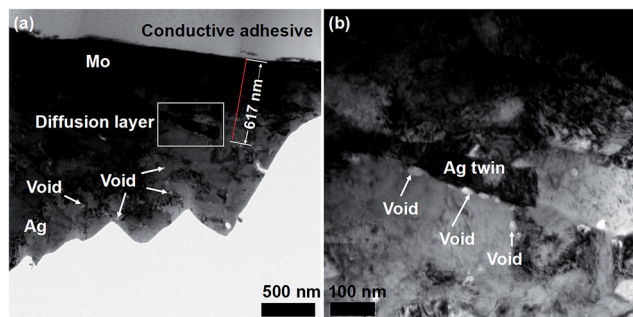 (a)
Conductive adhesive
Mo
617 nm
Diffusion layer
Void
Void
Ag
500 nm
(b)
Ag twin
Void
Void
Void
100 nm